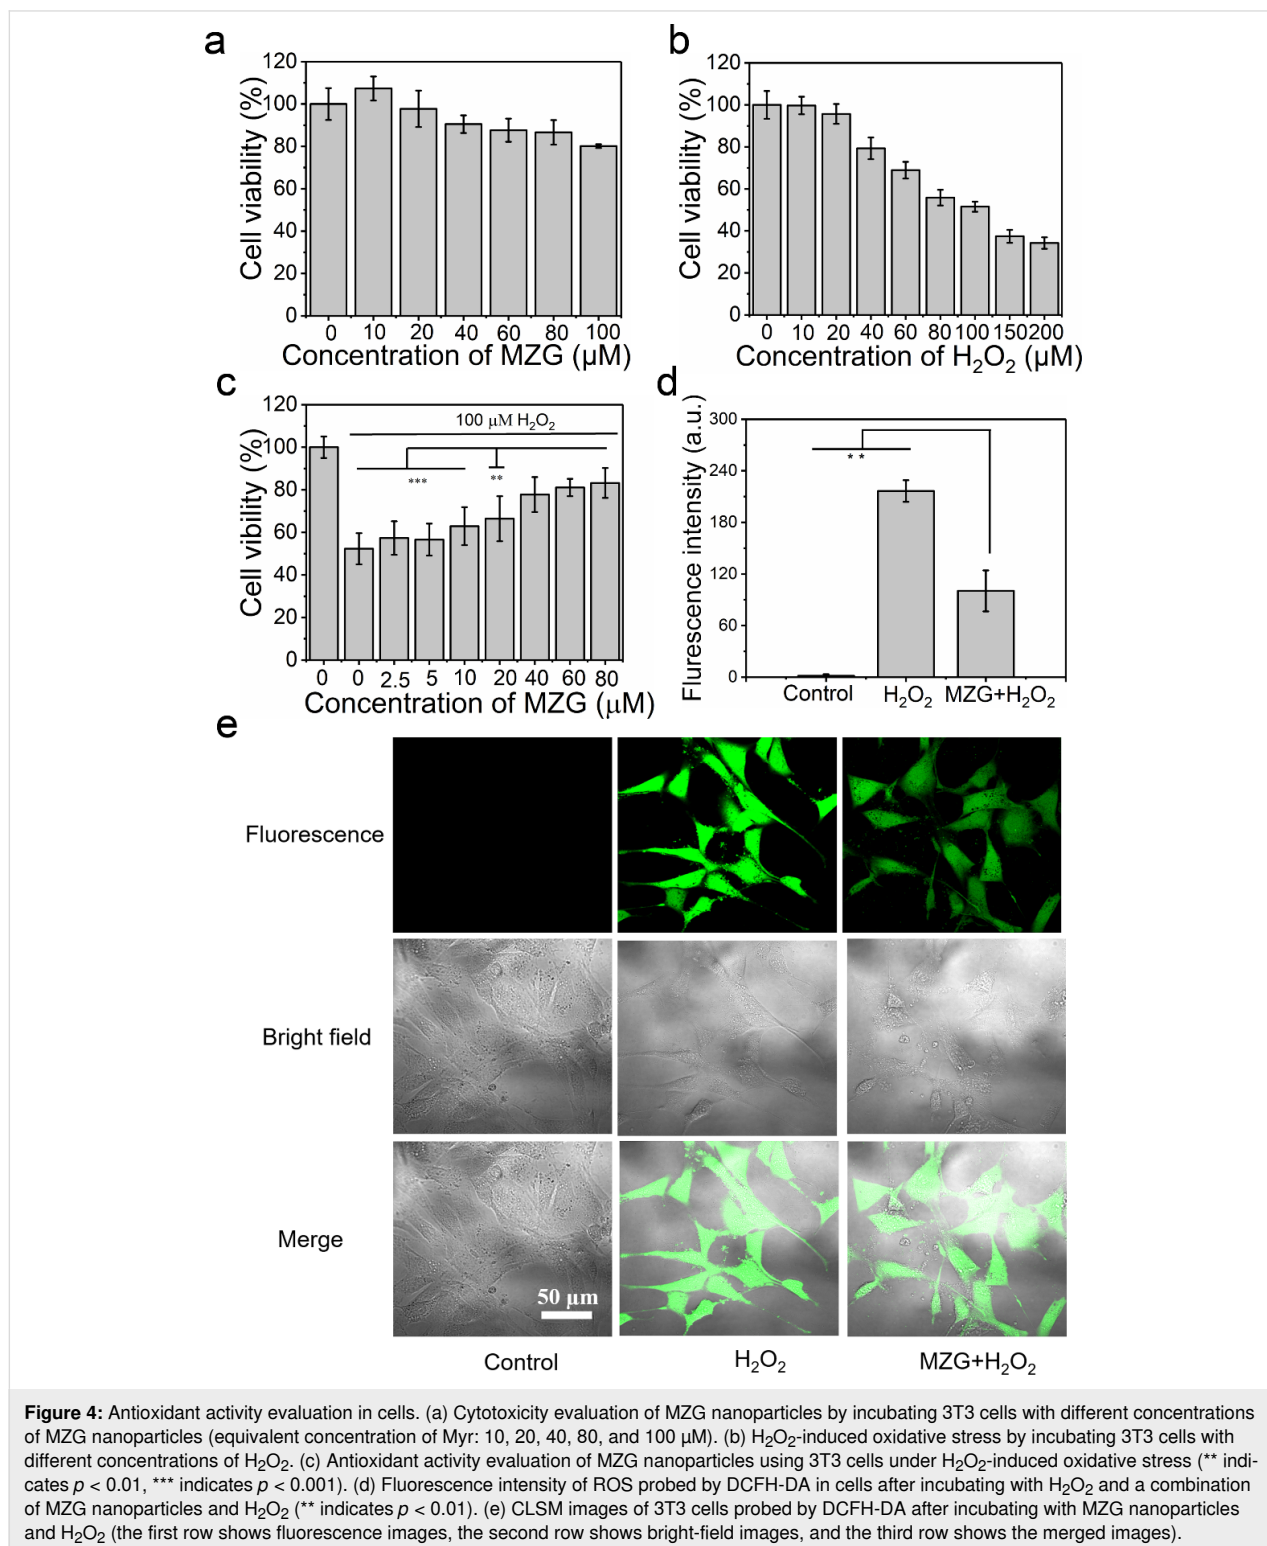 a
120
100
80
60
40
20
0
Cell viability (%)
0 10 20 40 60 80 100
Concentration of MZG (µM)
b
120
100
80
60
40
20
0
Cell viability (%)
0 10 20 40 60 80 100 150 200
Concentration of H₂O₂ (µM)
c
120
100
80
60
40
20
0
Cell vibility (%)
100 µM H₂O₂
***
**
0 0 2.5 5 10 20 40 60 80
Concentration of MZG (µM)
d
300
240
180
120
60
0
Flurescence intensity (a.u.)
**
Control H₂O₂ MZG+H₂O₂
e
Fluorescence
Bright field
Merge
50 µm
Control H₂O₂ MZG+H₂O₂
Figure 4: Antioxidant activity evaluation in cells. (a) Cytotoxicity evaluation of MZG nanoparticles by incubating 3T3 cells with different concentrations
of MZG nanoparticles (equivalent concentration of Myr: 10, 20, 40, 80, and 100 µM). (b) H₂O₂-induced oxidative stress by incubating 3T3 cells with
different concentrations of H₂O₂. (c) Antioxidant activity evaluation of MZG nanoparticles using 3T3 cells under H₂O₂-induced oxidative stress (** indi-
cates p < 0.01, *** indicates p < 0.001). (d) Fluorescence intensity of ROS probed by DCFH-DA in cells after incubating with H₂O₂ and a combination
of MZG nanoparticles and H₂O₂ (** indicates p < 0.01). (e) CLSM images of 3T3 cells probed by DCFH-DA after incubating with MZG nanoparticles
and H₂O₂ (the first row shows fluorescence images, the second row shows bright-field images, and the third row shows the merged images).